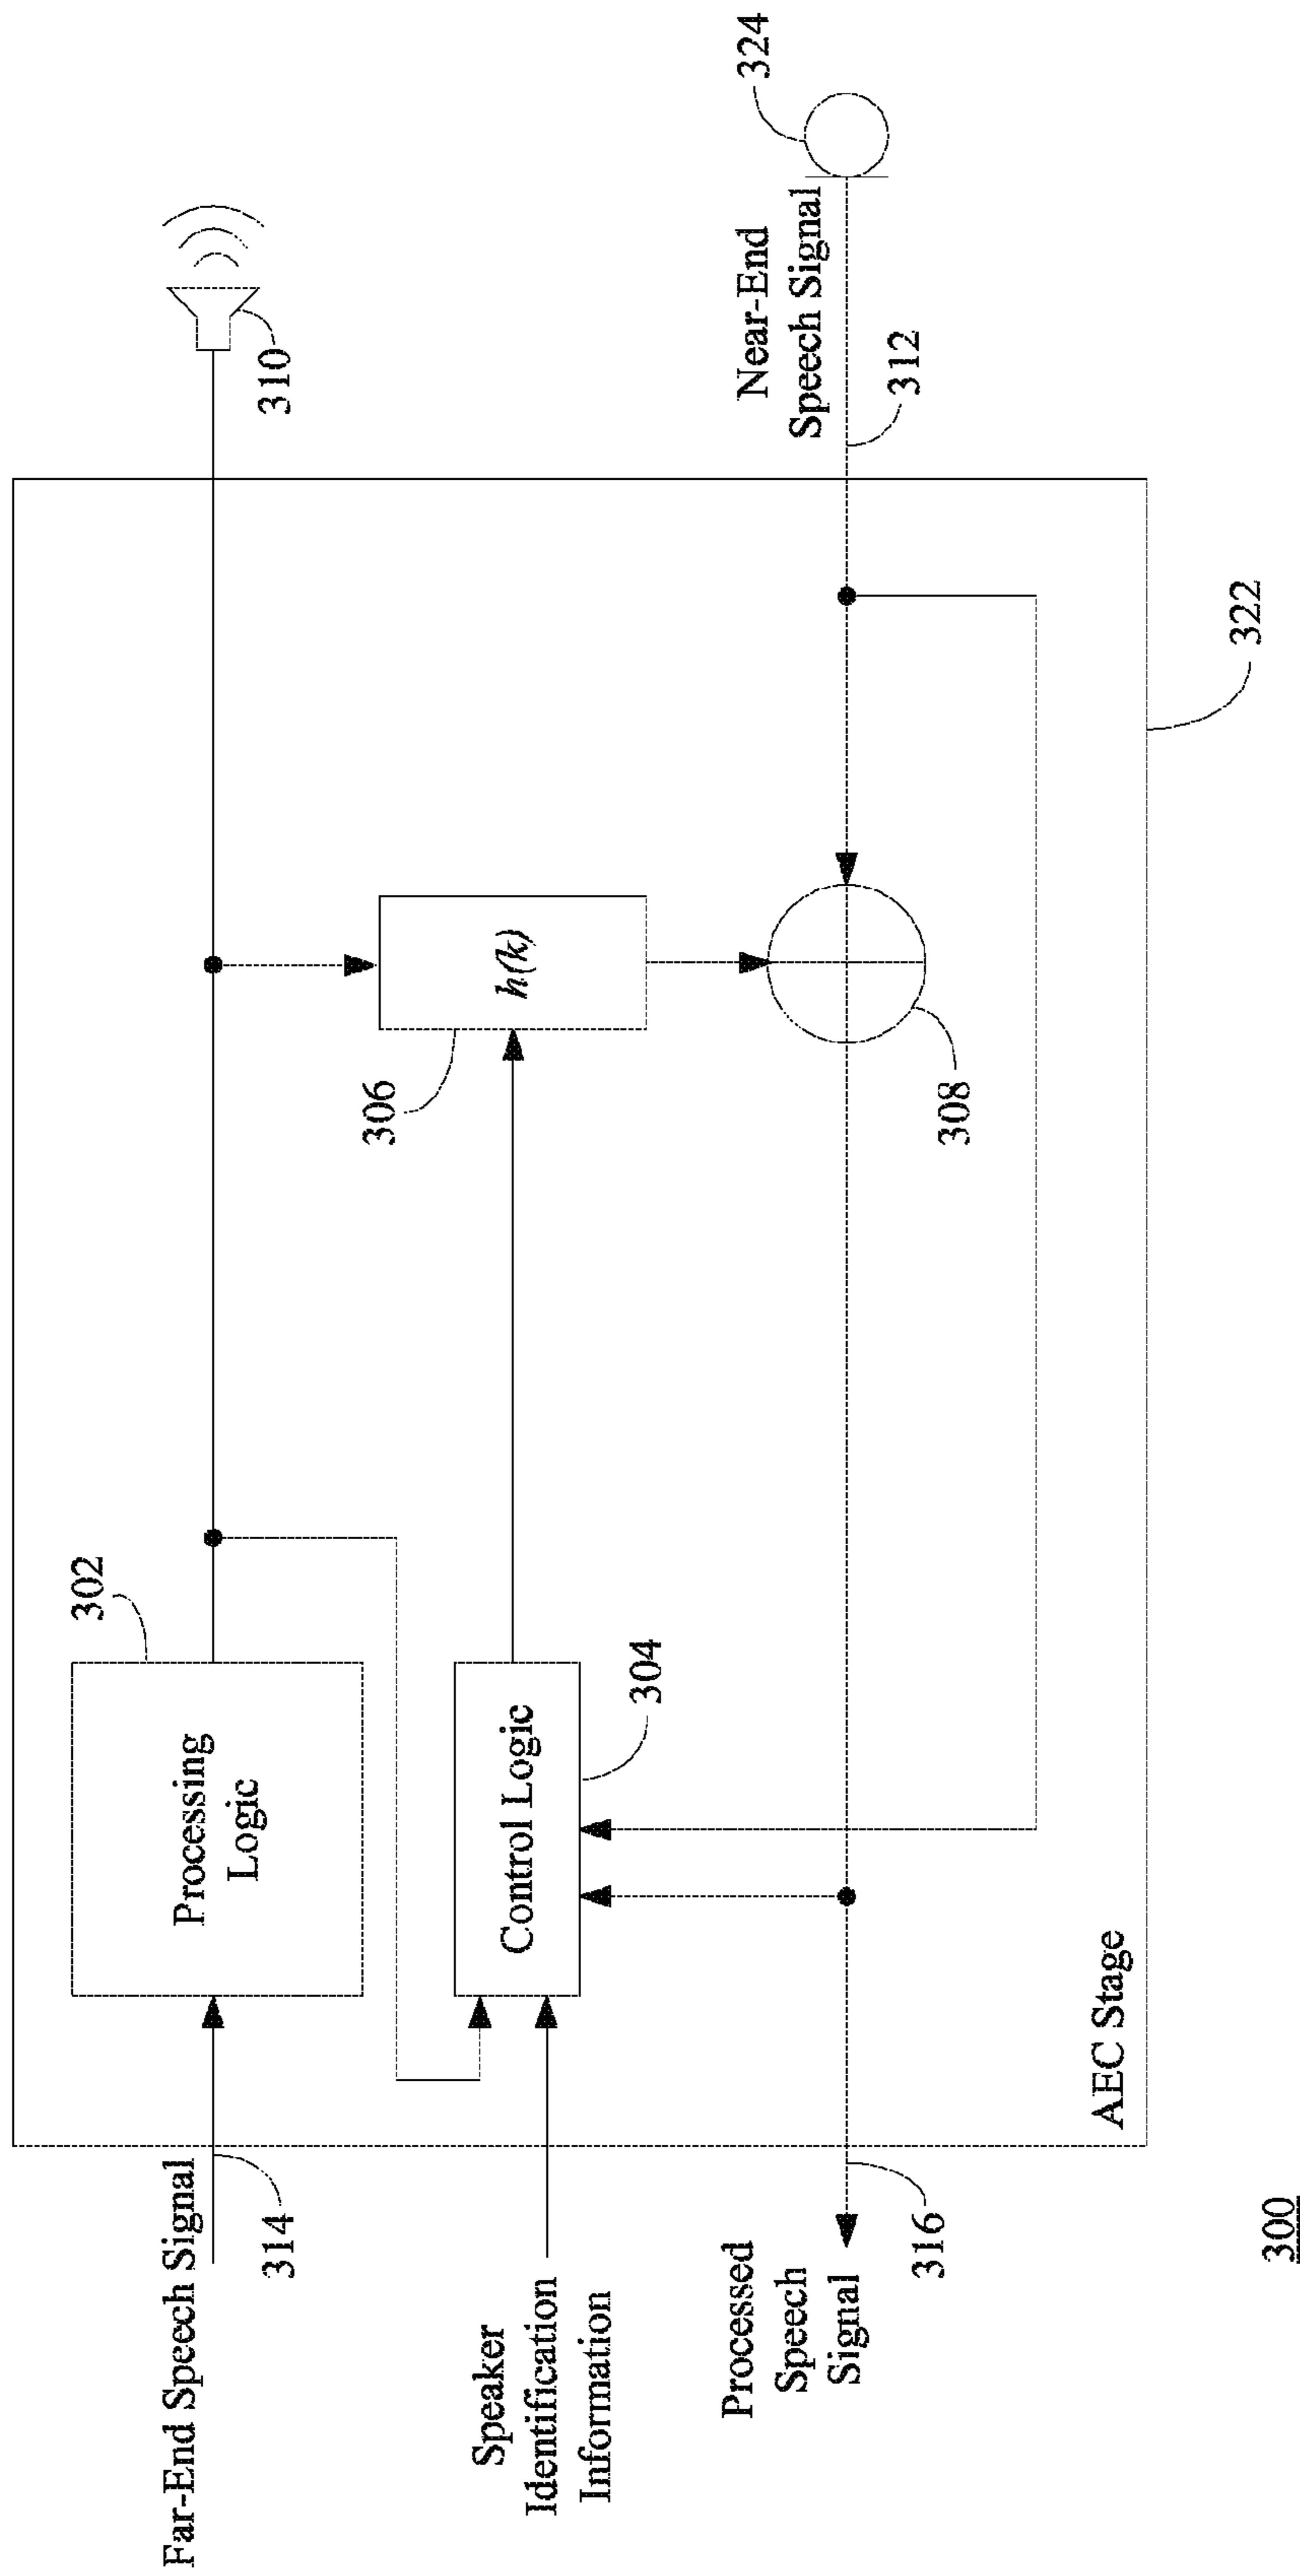 Far-End Speech Signal
314
Processing
Logic
302
310
Speaker
Identification
Information
Control Logic
304
306
h(k)
Processed
Speech
Signal
316
308
Near-End
Speech Signal
312
324
AEC Stage
322
300